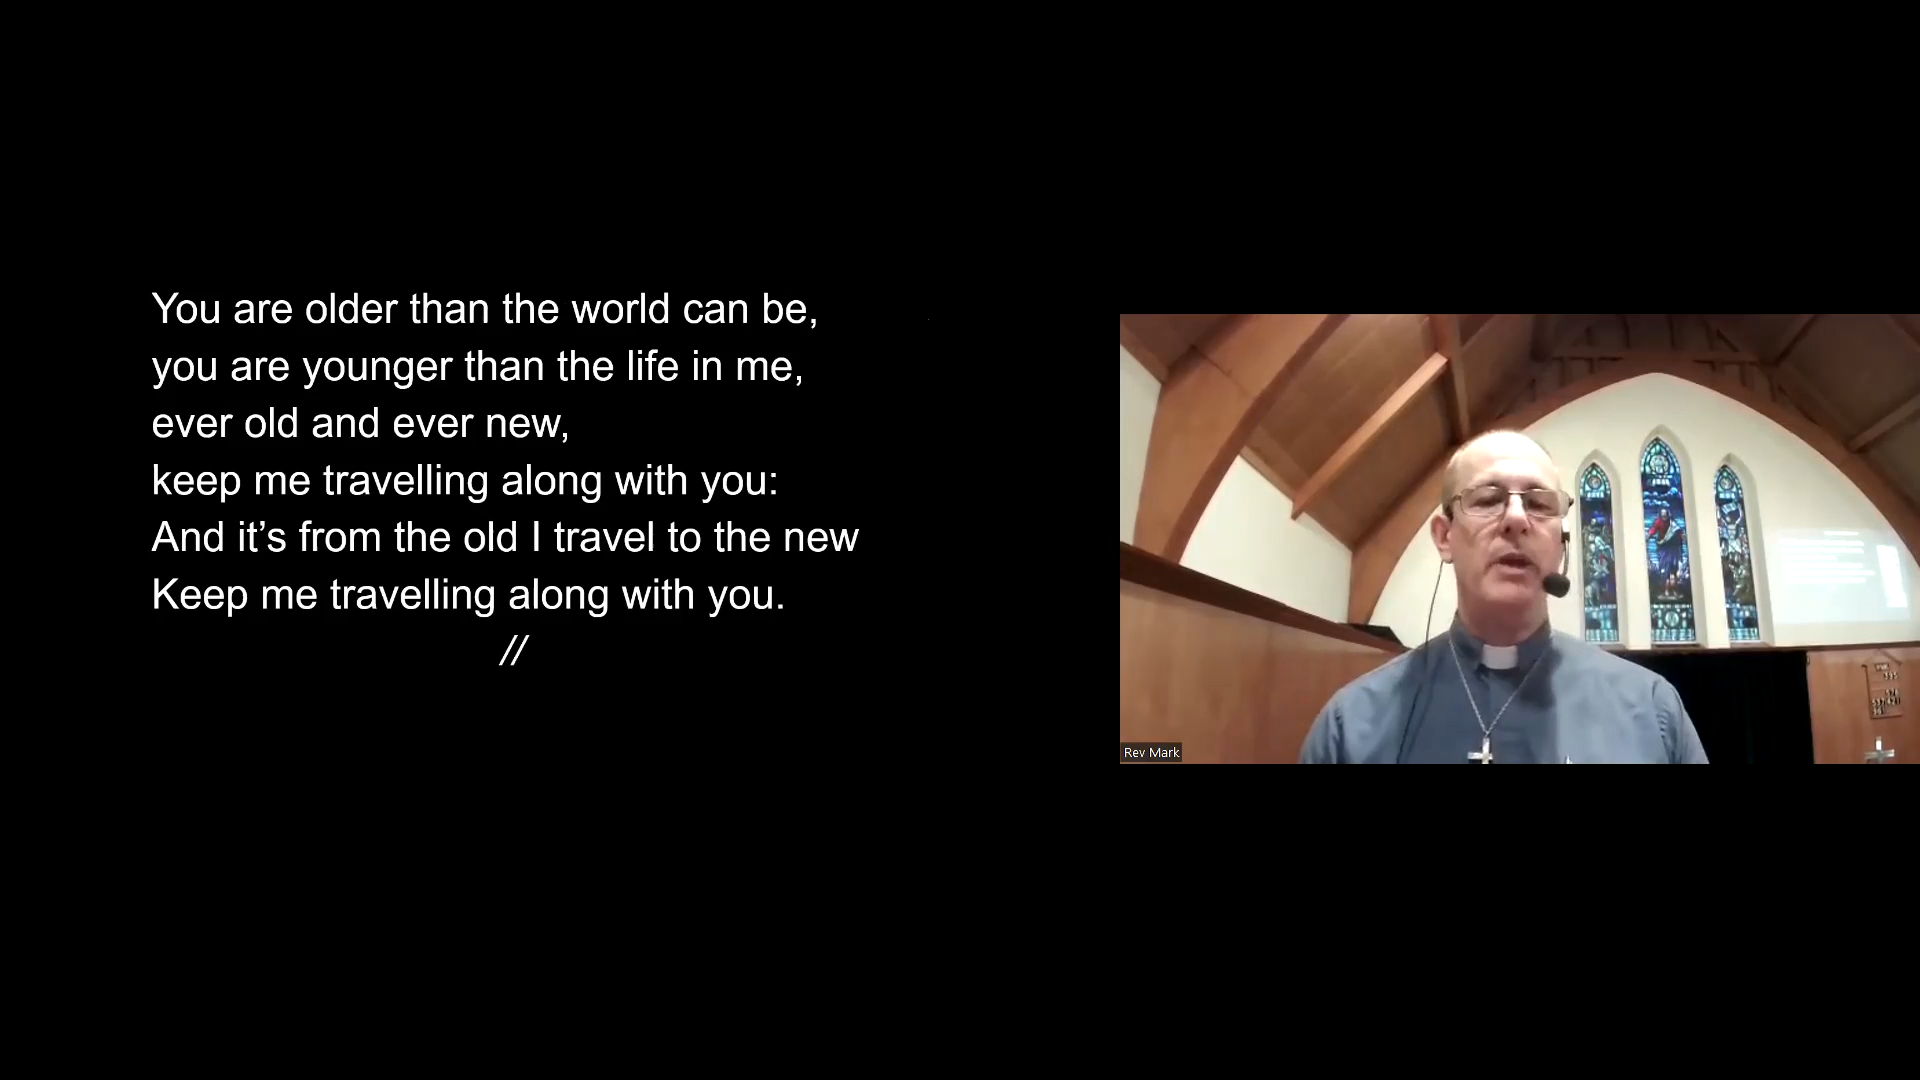 You are older than the world can be,
you are younger than the life in me,
ever old and ever new,
keep me travelling along with you:
And it’s from the old I travel to the new
Keep me travelling along with you.
//
Rev Mark